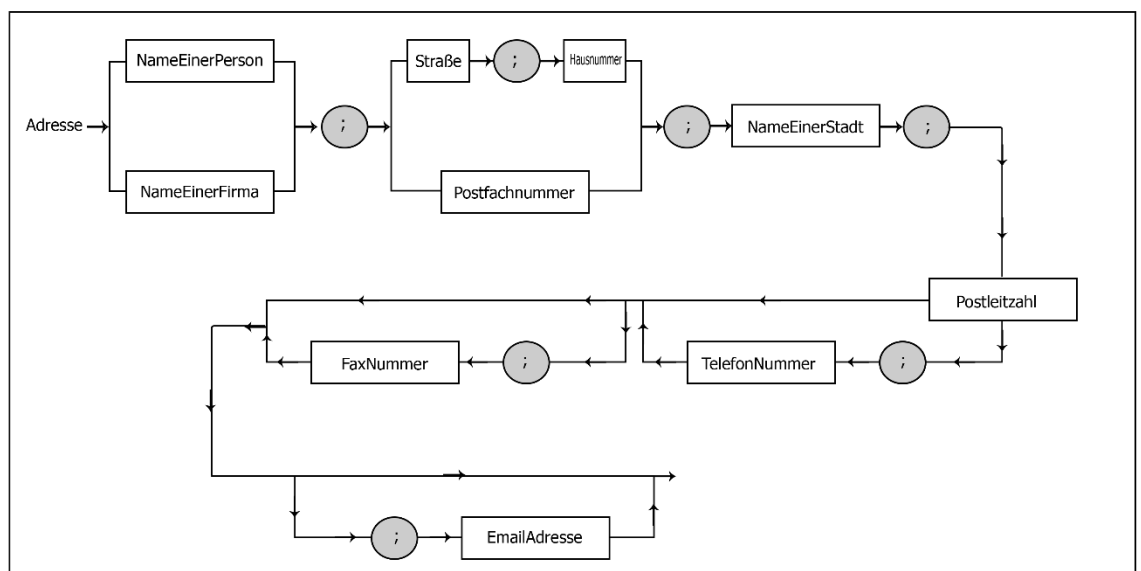 NameEinerPerson
Straße ; Hausnummer
Adresse ; ; NameEinerStadt ;
NameEinerFirma Postfachnummer
Postleitzahl
FaxNummer ; TelefonNummer ;
; EmailAdresse